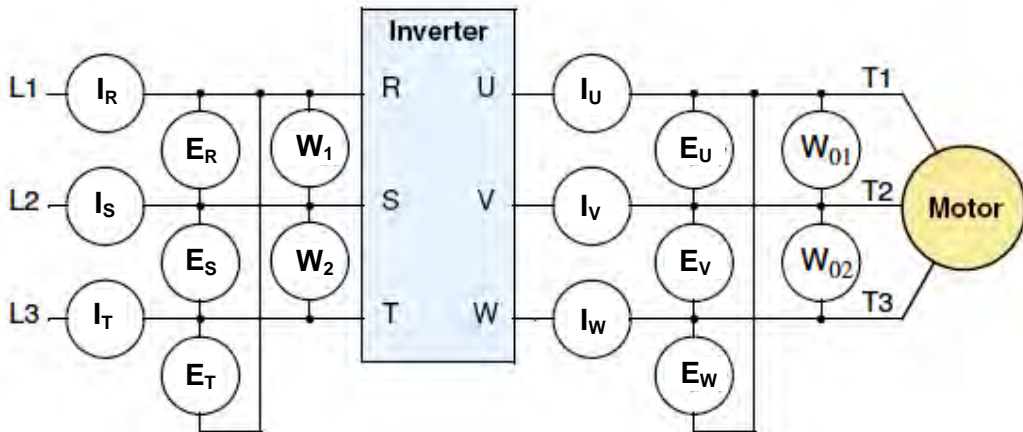 Inverter
L1 I_R R U I_U T1
E_R W_1 E_U W_01
L2 I_S S V I_V T2 Motor
E_S W_2 E_V W_02
L3 I_T T W I_W T3
E_T E_W